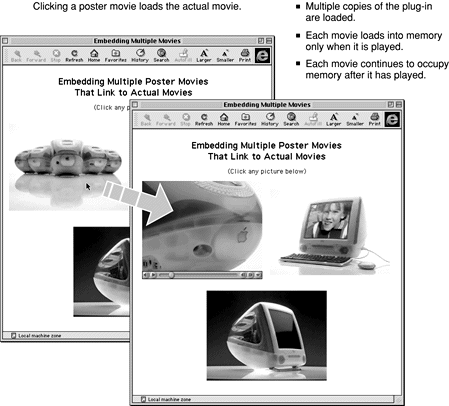 Clicking a poster movie loads the actual movie.
Multiple copies of the plug-in
are loaded.
Each movie loads into memory
only when it is played.
Each movie continues to occupy
memory after it has played.
Embedding Multiple Movies
Back Forward Stop Refresh Home Favorites History Search AutoFill Larger Smaller Print
Embedding Multiple Poster Movies
That Link to Actual Movies
(Click any p
Local machine zone
Embedding Multiple Movies
Back Forward Stop Refresh Home Favorites History Search AutoFill Larger Smaller Print
Embedding Multiple Poster Movies
That Link to Actual Movies
(Click any picture below)
Local machine zone